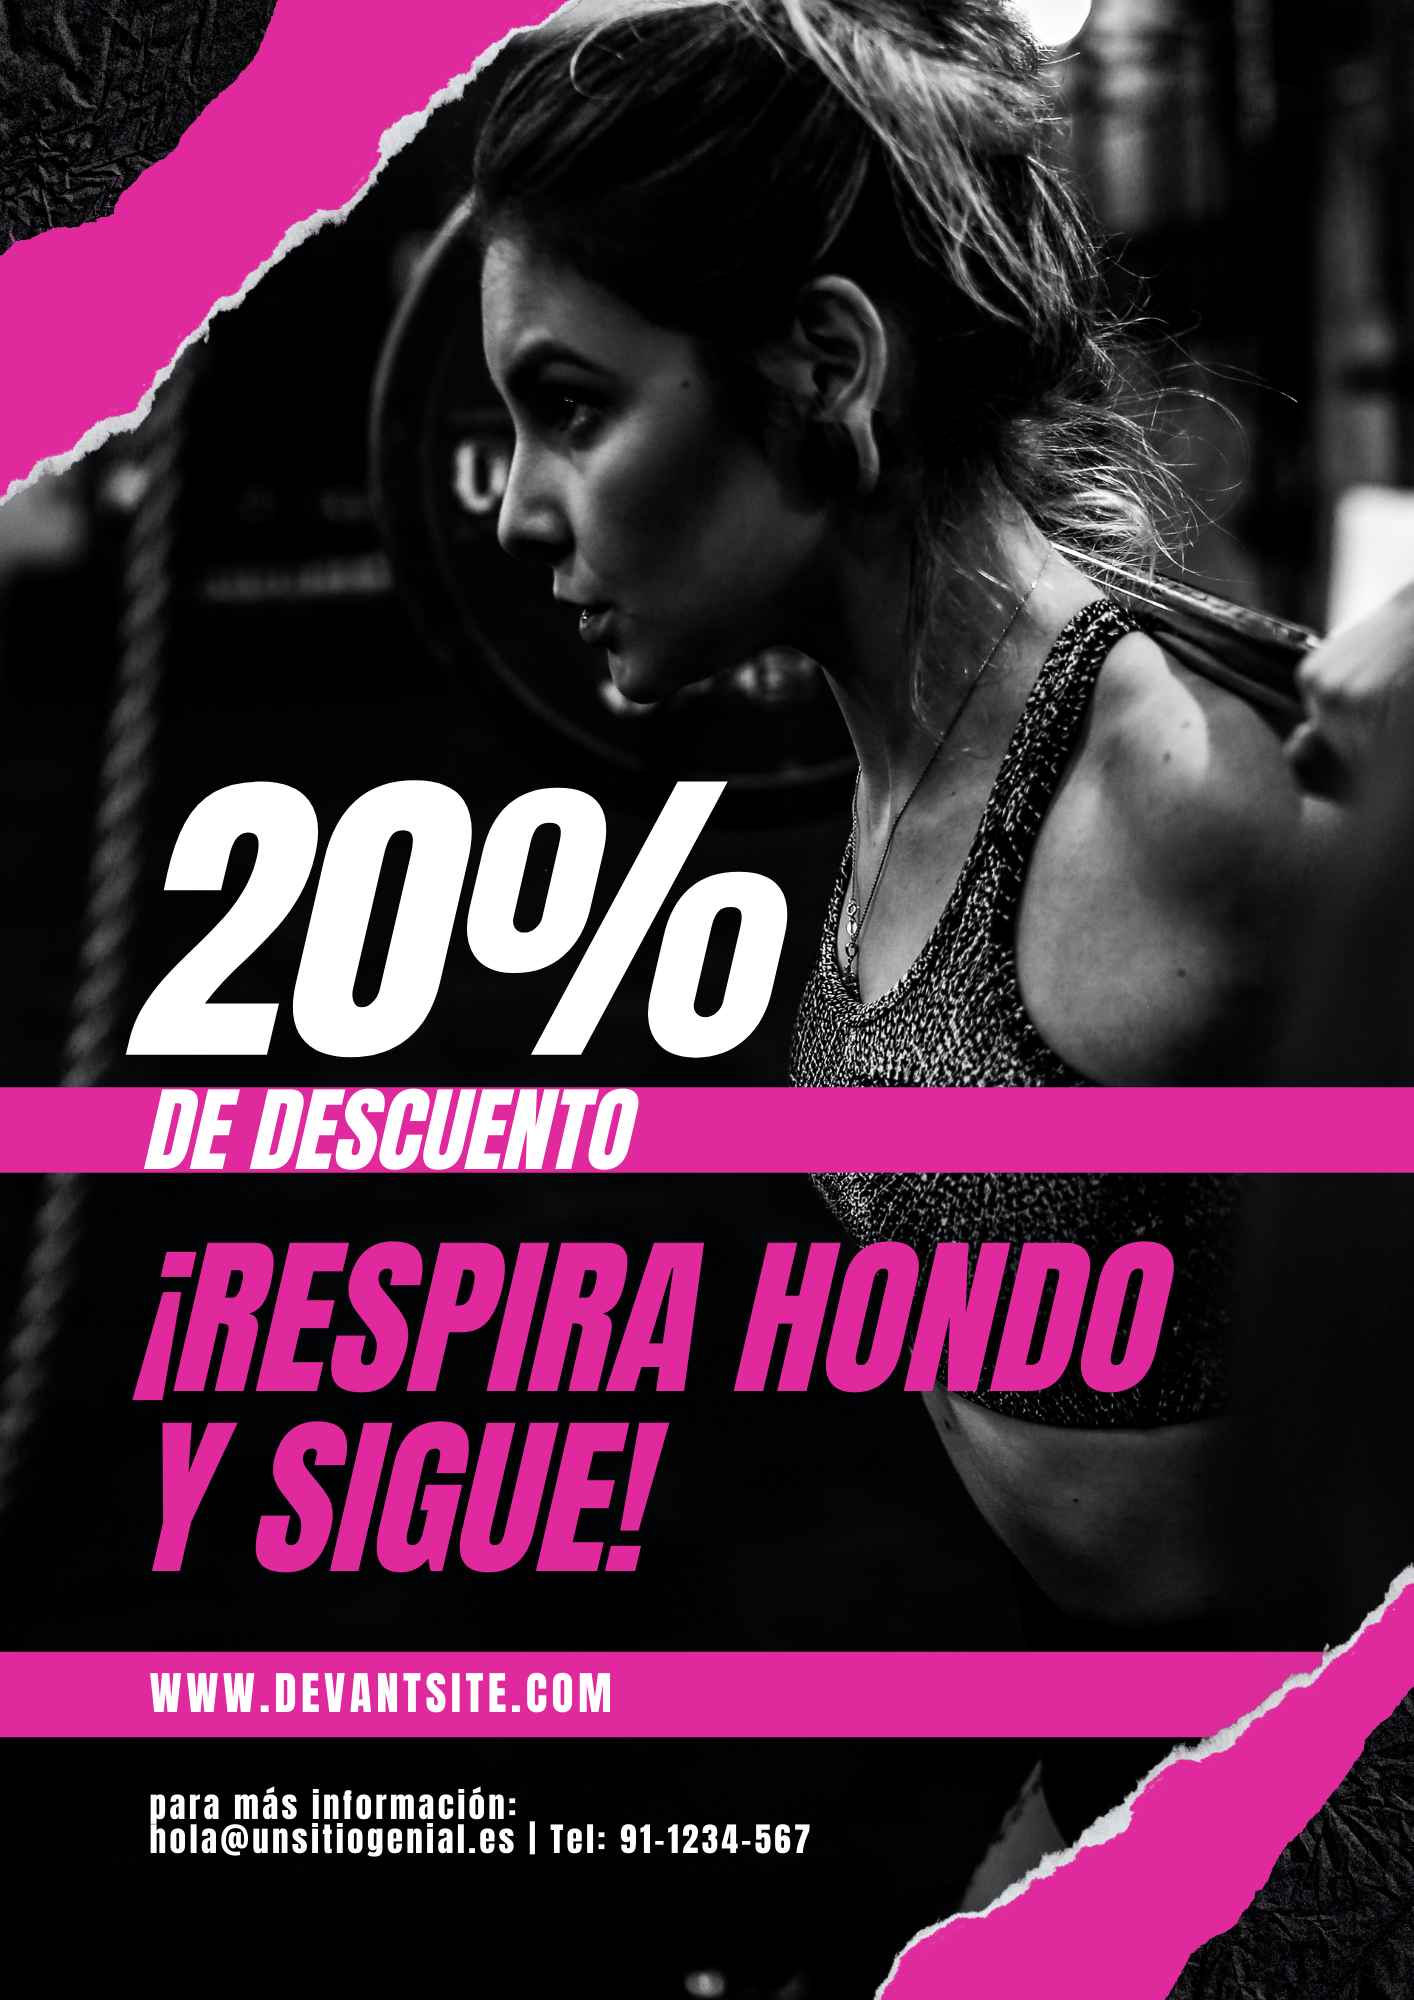 20%
DE DESCUENTO
¡RESPIRA HONDO
Y SIGUE!
WWW.DEVANTSITE.COM
para más información:
hola@unsitiogenial.es | Tel: 91-1234-567